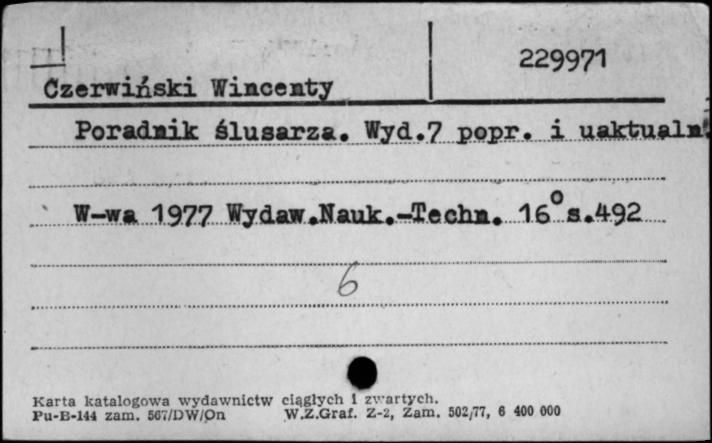 229971
Czerwiński Wincenty
Poradnik ślusarza. Wyd.7 popr. i uaktualn.
W-wa 1977 Wydaw.Nauk.-Techn. 16° s.492
6
Karta katalogowa wydawnictw ciągłych i zwartych.
Pu-B-144 zam. 567/DW/Dn W.Z.Graf. Z-2, Zam. 502/77, 6 400 000